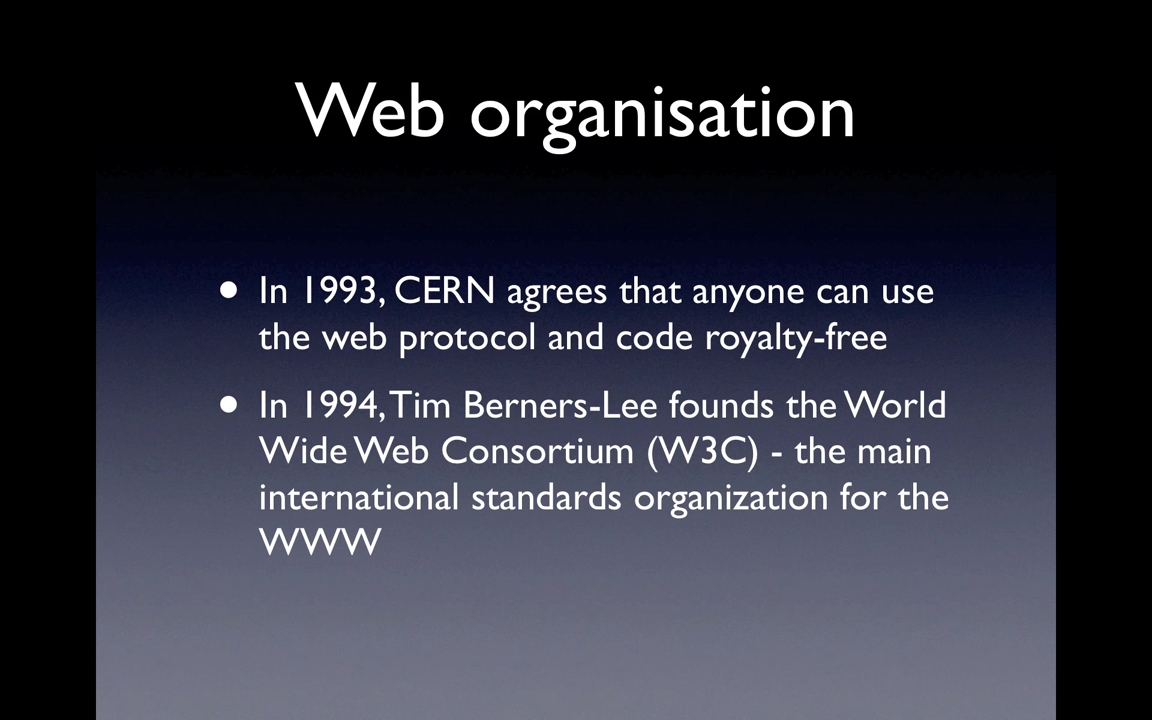 Web organisation
• In 1993, CERN agrees that anyone can use
the web protocol and code royalty-free
• In 1994, Tim Berners-Lee founds the World
Wide Web Consortium (W3C) - the main
international standards organization for the
WWW